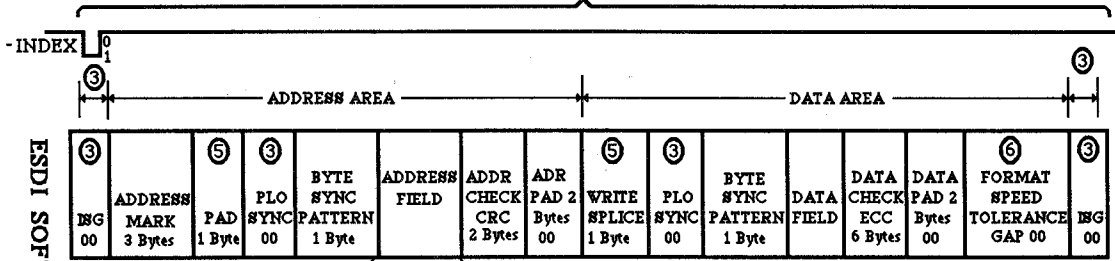 -INDEX
0
1
③
③
ADDRESS AREA
DATA AREA
ESDI SOF
③
ISG
00
ADDRESS
MARK
3 Bytes
⑤
PAD
1 Byte
③
PLO
SYNC
00
BYTE
SYNC
PATTERN
1 Byte
ADDRESS
FIELD
ADDR
CHECK
CRC
2 Bytes
ADR
PAD 2
Bytes
00
⑤
WRITE
SPLICE
1 Byte
③
PLO
SYNC
00
BYTE
SYNC
PATTERN
1 Byte
DATA
FIELD
DATA
CHECK
ECC
6 Bytes
DATA
PAD 2
Bytes
00
⑥
FORMAT
SPEED
TOLERANCE
GAP 00
③
ISG
00